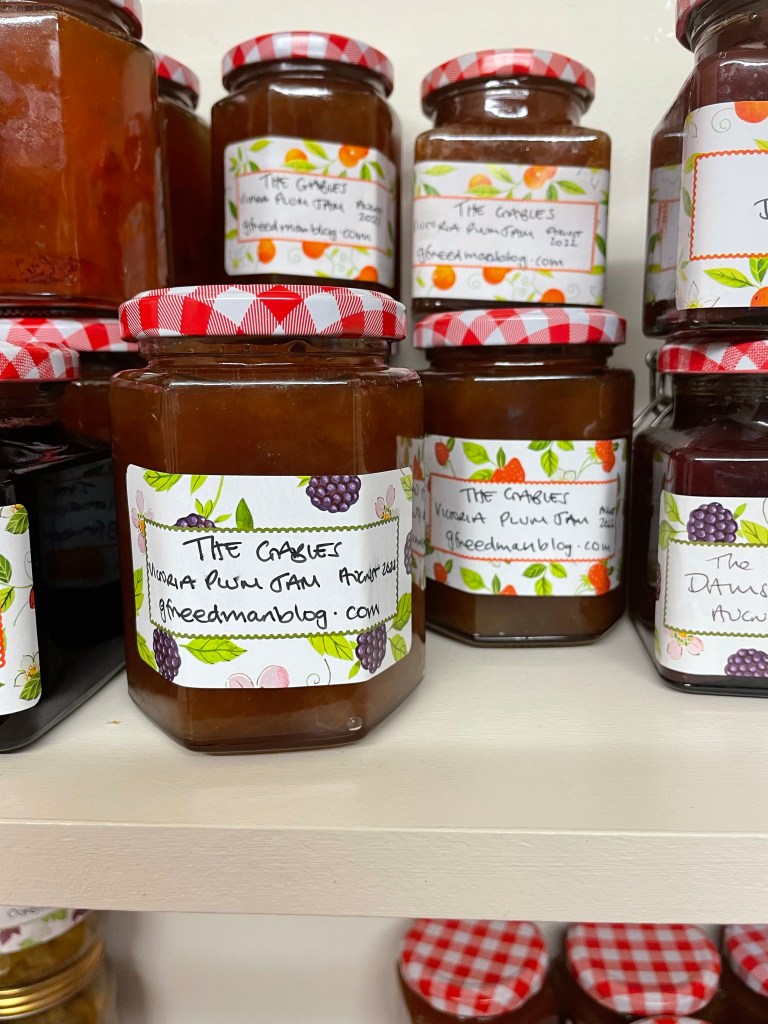 THE GABLES
VICTORIA PLUM JAM AUGUST
2022
gfreedmanblog.com
THE GABLES
VICTORIA PLUM JAM AUGUST
2022
gfreedmanblog.com
J
THE GABLES
VICTORIA PLUM JAM AUGUST 2022
gfreedmanblog.com
THE GABLES
VICTORIA PLUM JAM AUGUST
2022
gfreedmanblog.com
The
DAMS
AUGU